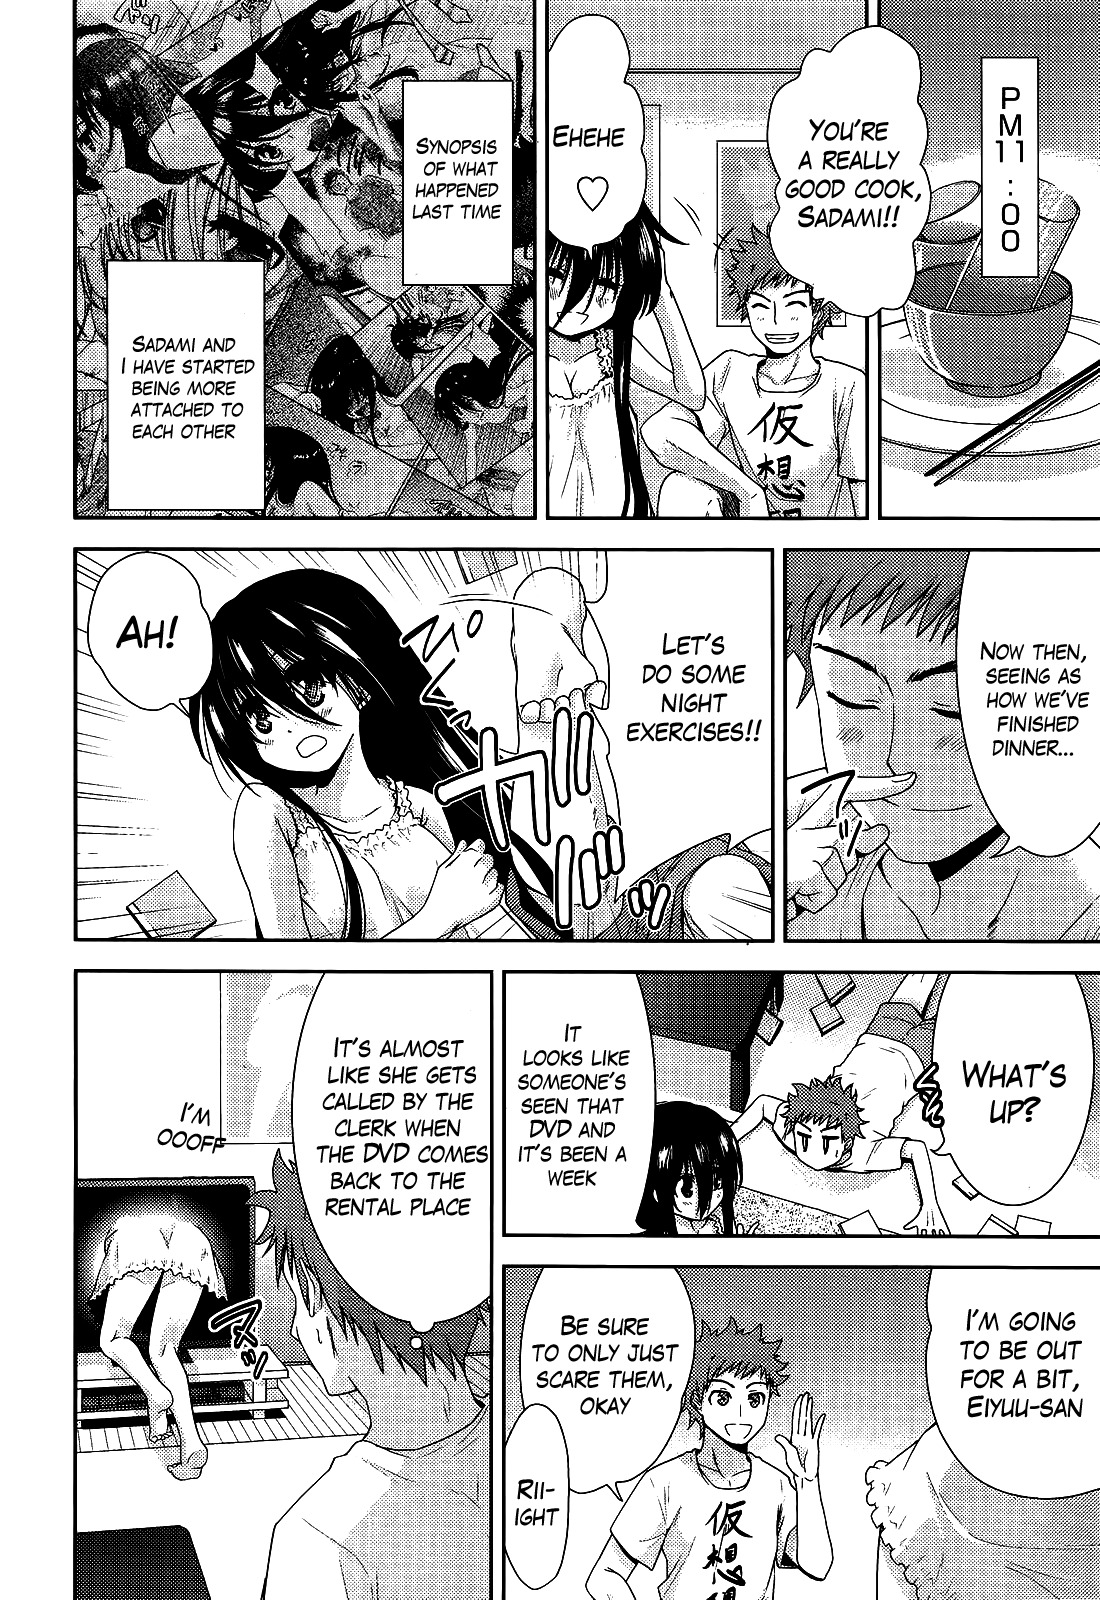 PM11:00
YOU'RE
A REALLY
GOOD COOK,
SADAMI!!
EHEHE
♡
仮想
SYNOPSIS
OF WHAT
HAPPENED
LAST TIME
SADAMI AND
I HAVE STARTED
BEING MORE
ATTACHED TO
EACH OTHER
NOW THEN,
SEEING AS
HOW WE'VE
FINISHED
DINNER...
LET'S
DO SOME
NIGHT
EXERCISES!!
AH!
WHAT'S
UP?
IT
LOOKS LIKE
SOMEONE'S
SEEN THAT
DVD AND
IT'S BEEN A
WEEK
I'M GOING
TO BE OUT
FOR A BIT,
EIYUU-SAN
BE SURE
TO ONLY JUST
SCARE THEM,
OKAY
仮想
RII-
IGHT
IT'S ALMOST
LIKE SHE GETS
CALLED BY THE
CLERK WHEN
THE DVD COMES
BACK TO THE
RENTAL PLACE
I'M
OOOFF